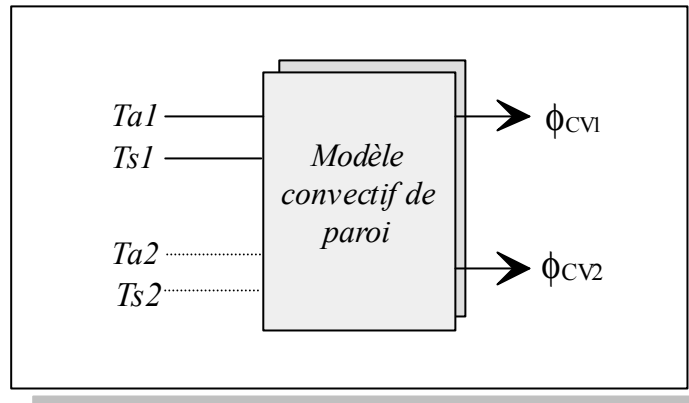 Ta1
Ts1
Ta2
Ts2
Modèle
convectif de
paroi
ϕCV1
ϕCV2